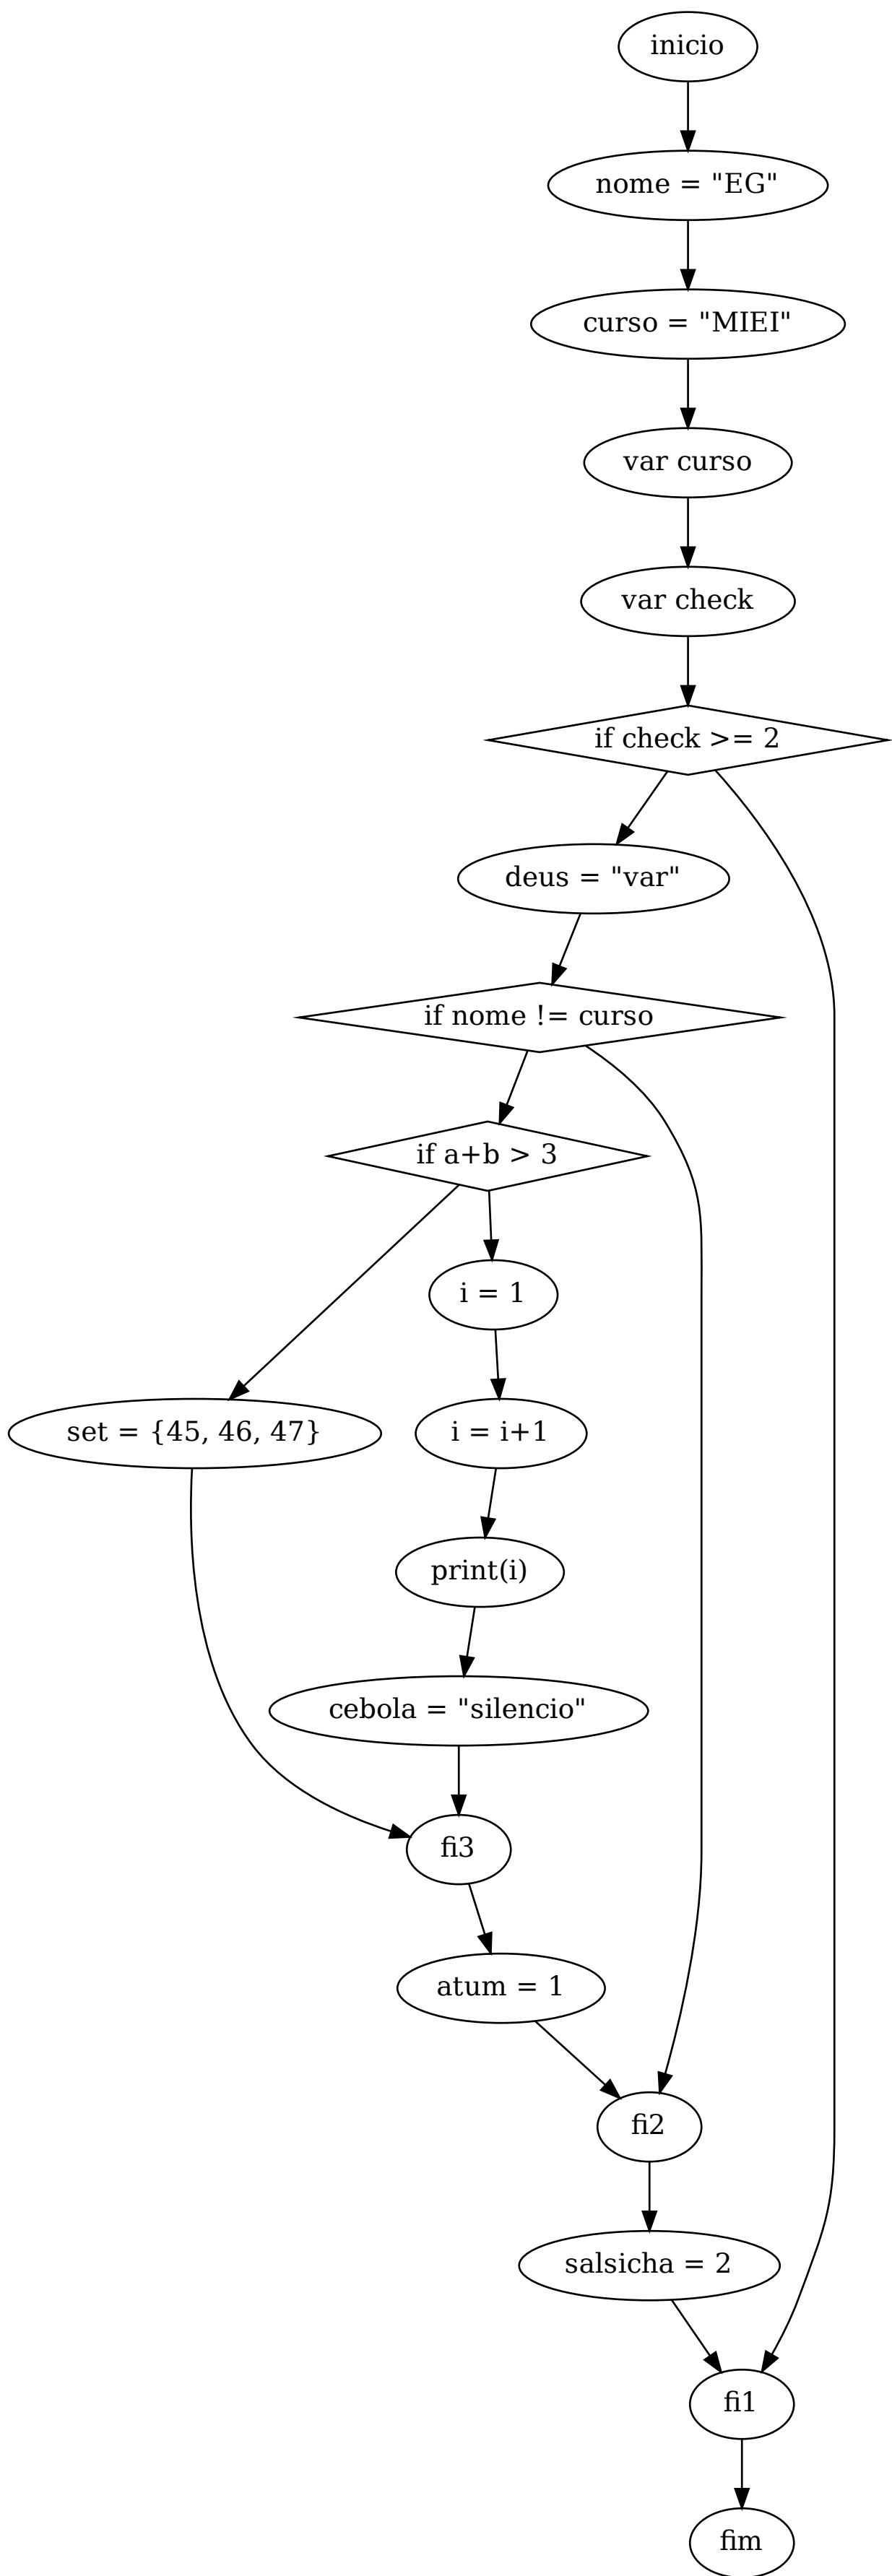 inicio
nome = "EG"
curso = "MIEI"
var curso
var check
if check >= 2
deus = "var"
if nome != curso
if a+b > 3
i = 1
set = {45, 46, 47}
i = i+1
print(i)
cebola = "silencio"
fi3
atum = 1
fi2
salsicha = 2
fi1
fim